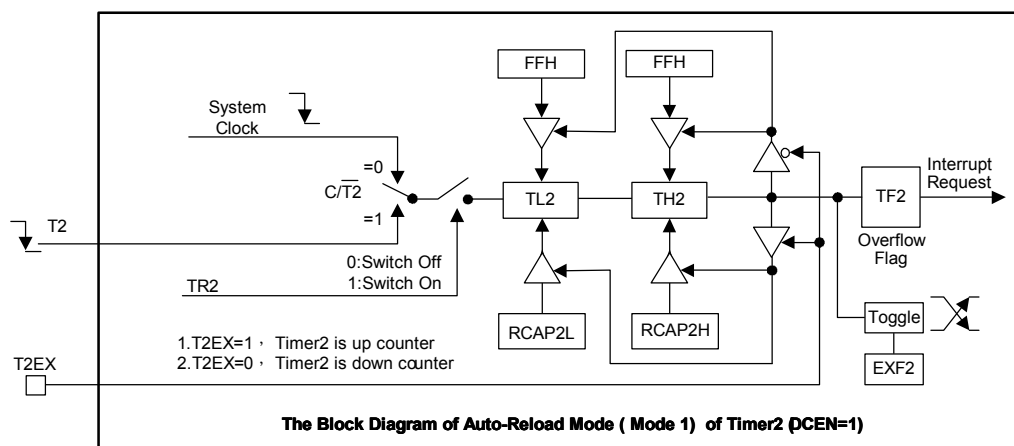 FFH
FFH
System
Clock
=0
C/T2
=1
T2
TL2
TH2
TF2
Interrupt
Request
Overflow
Flag
0:Switch Off
1:Switch On
TR2
RCAP2L
RCAP2H
Toggle
EXF2
1.T2EX=1， Timer2 is up counter
2.T2EX=0， Timer2 is down counter
T2EX
The Block Diagram of Auto-Reload Mode ( Mode 1) of Timer2 (DCEN=1)